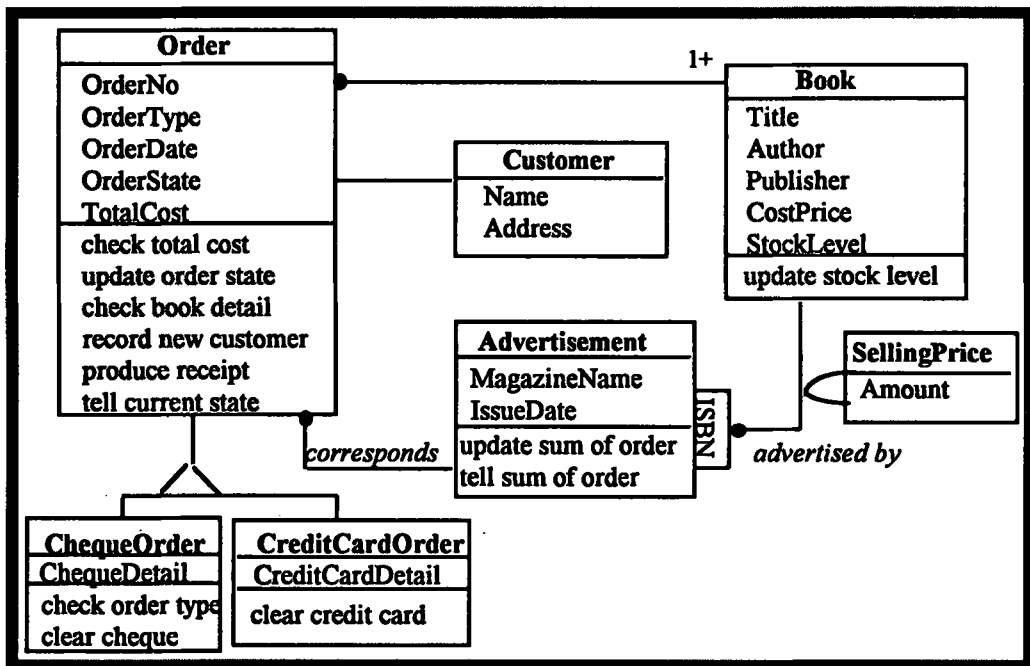 Order
OrderNo
OrderType
OrderDate
OrderState
TotalCost
check total cost
update order state
check book detail
record new customer
produce receipt
tell current state
1+
Book
Title
Author
Publisher
CostPrice
StockLevel
update stock level
Customer
Name
Address
Advertisement
MagazineName
IssueDate
update sum of order
tell sum of order
ISBN
SellingPrice
Amount
corresponds
advertised by
ChequeOrder
ChequeDetail
check order type
clear cheque
CreditCardOrder
CreditCardDetail
clear credit card